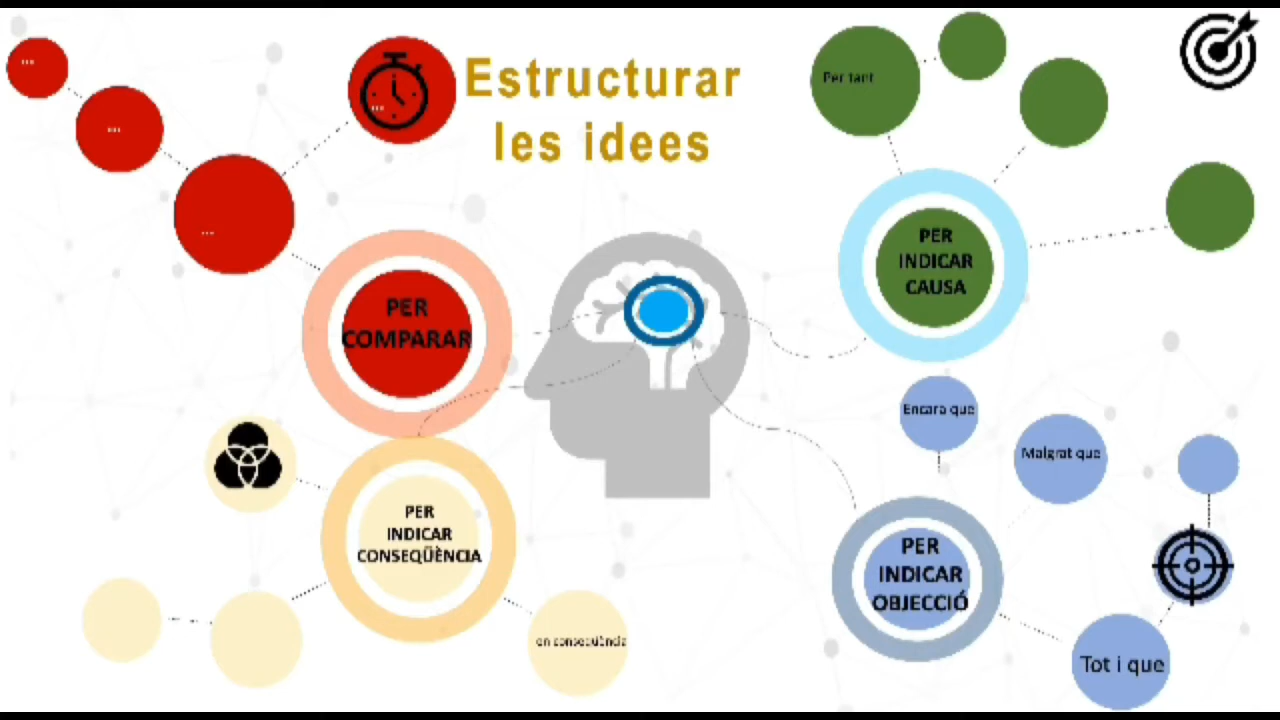 Estructurar
les idees
...
...
...
...
PER
COMPARAR
Per tant
PER
INDICAR
CAUSA
PER
INDICAR
CONSEQÜÈNCIA
en conseqüència
Encara que
Malgrat que
PER
INDICAR
OBJECCIÓ
Tot i que